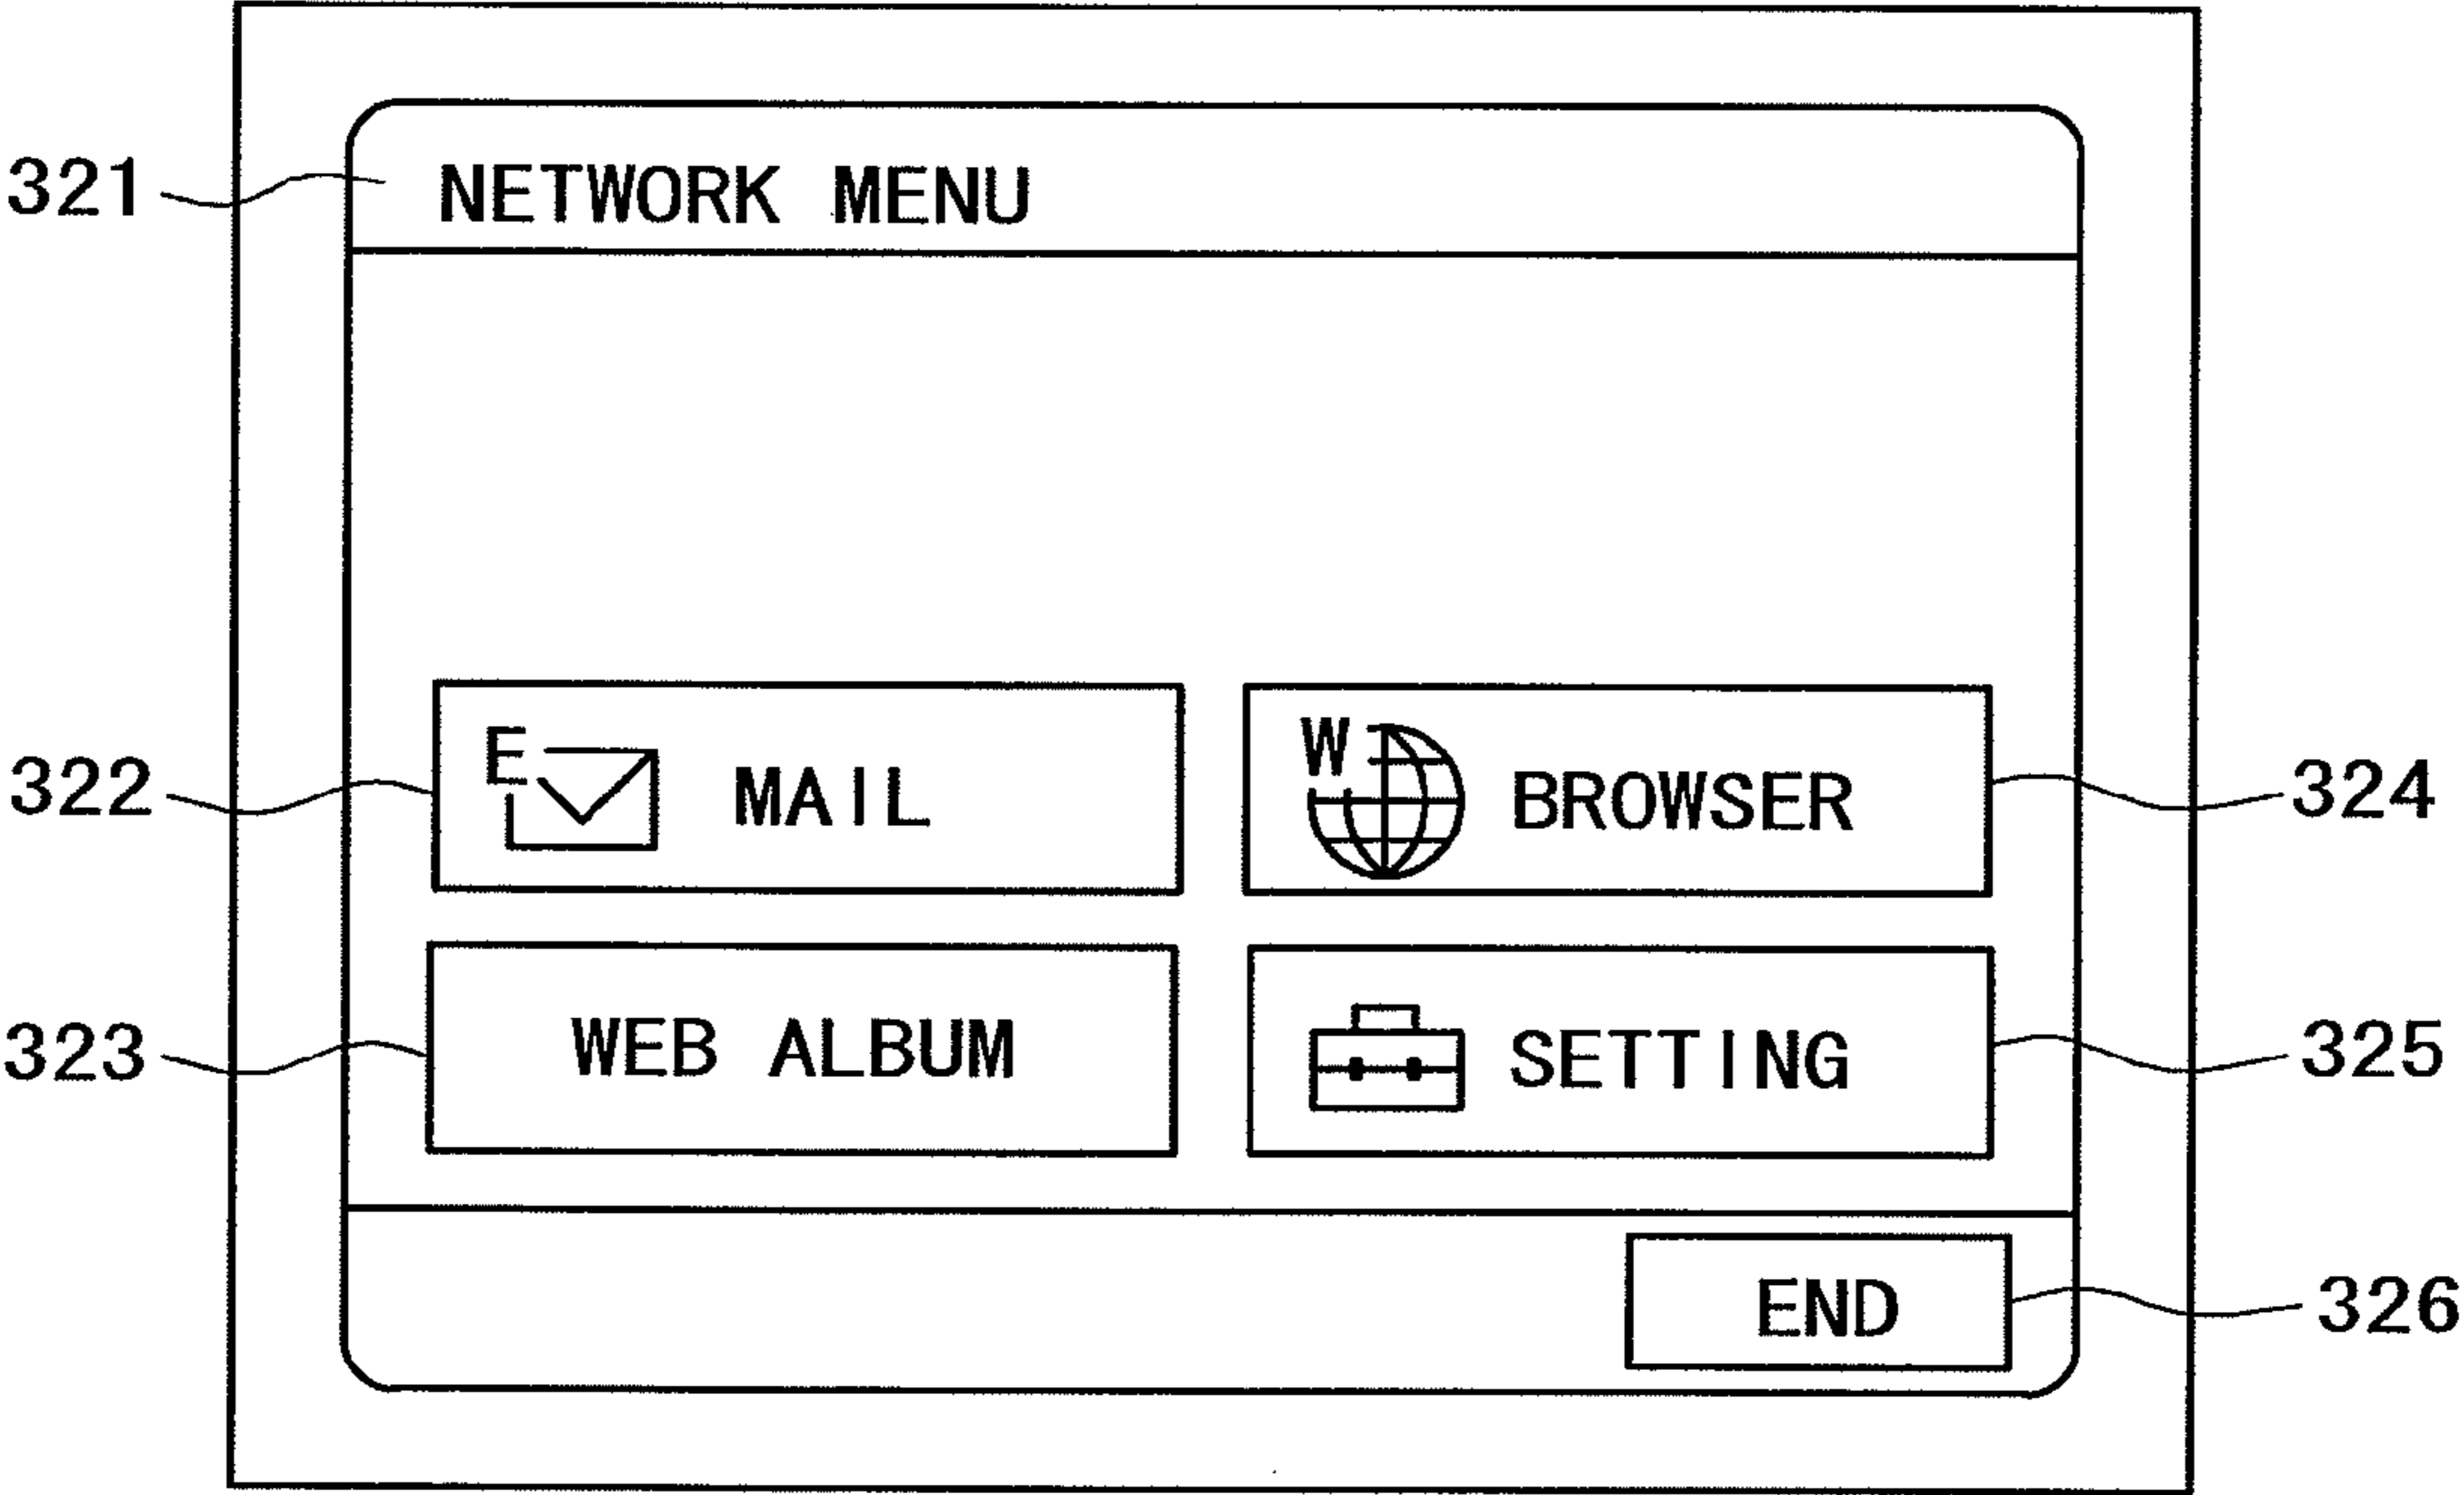 321 NETWORK MENU
322 E MAIL W BROWSER 324
323 WEB ALBUM SETTING 325
END 326